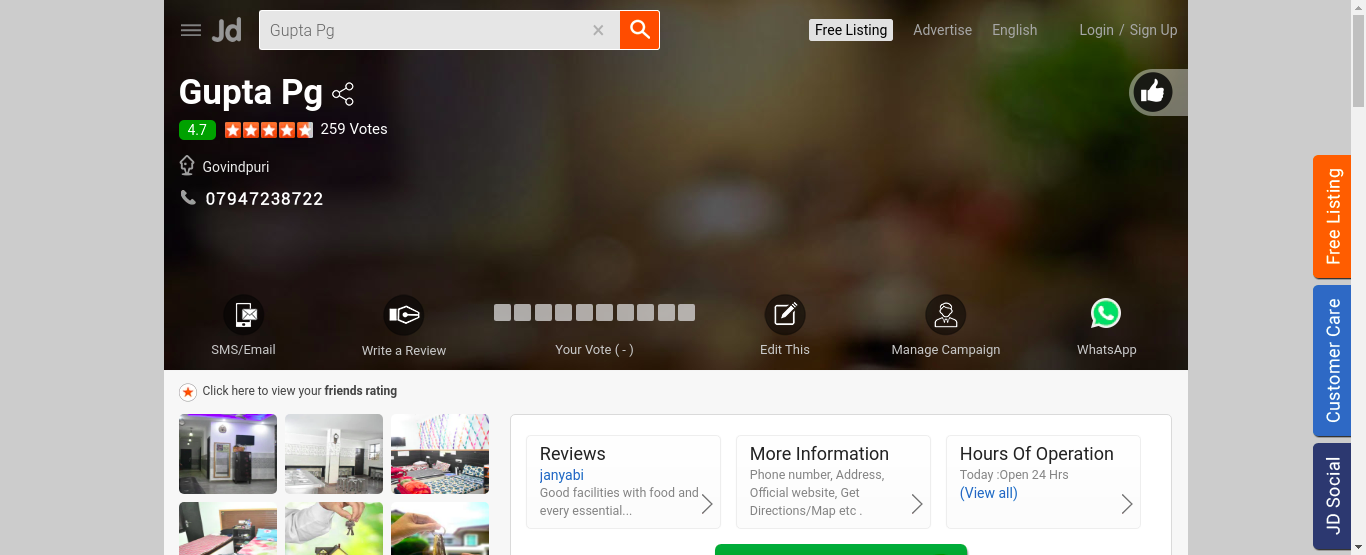 Jd
Gupta Pg
Free Listing
Advertise
English
Login / Sign Up
Gupta Pg
4.7
259 Votes
Govindpuri
07947238722
SMS/Email
Write a Review
Your Vote ( - )
Edit This
Manage Campaign
WhatsApp
Click here to view your friends rating
Reviews
janyabi
Good facilities with food and
every essential...
More Information
Phone number, Address,
Official website, Get
Directions/Map etc .
Hours Of Operation
Today :Open 24 Hrs
(View all)
Free Listing
Customer Care
JD Social